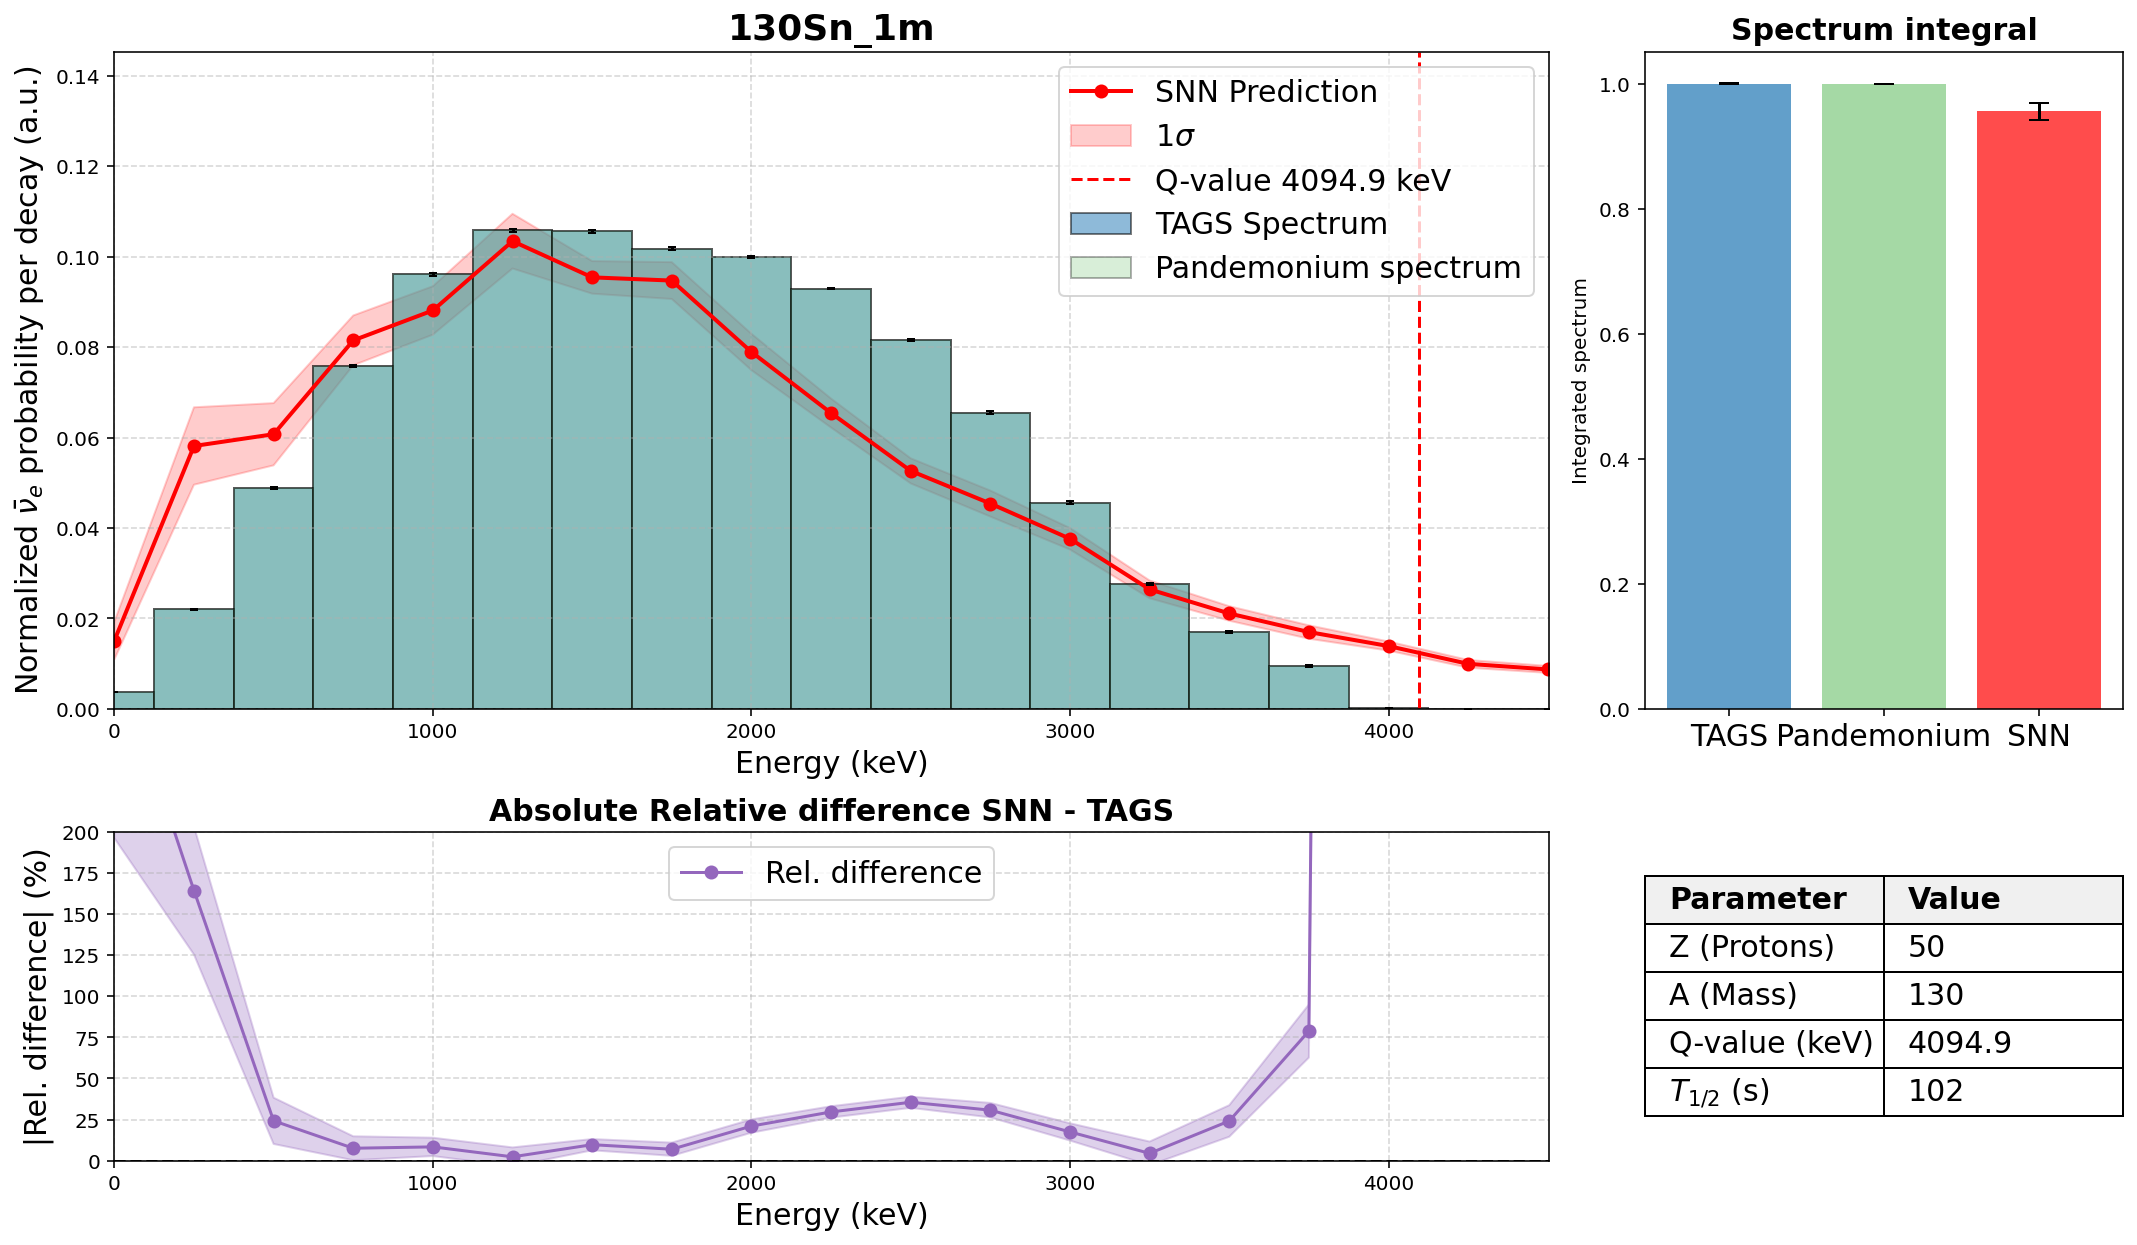 130Sn_1m
Normalized ν̄ₑ probability per decay (a.u.)
0.14
0.12
0.10
0.08
0.06
0.04
0.02
0.00
SNN Prediction
1σ
Q-value 4094.9 keV
TAGS Spectrum
Pandemonium spectrum
0 1000 2000 3000 4000
Energy (keV)
Spectrum integral
Integrated spectrum
1.0
0.8
0.6
0.4
0.2
0.0
TAGS Pandemonium SNN
Absolute Relative difference SNN - TAGS
|Rel. difference| (%)
200
175
150
125
100
75
50
25
0
Rel. difference
0 1000 2000 3000 4000
Energy (keV)
Parameter Value
Z (Protons) 50
A (Mass) 130
Q-value (keV) 4094.9
T1/2 (s) 102